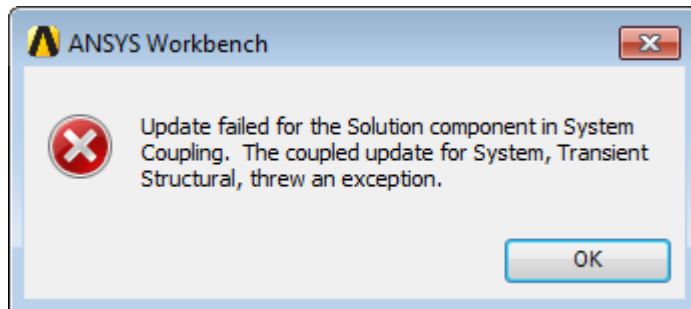 ANSYS Workbench
Update failed for the Solution component in System
Coupling. The coupled update for System, Transient
Structural, threw an exception.
OK